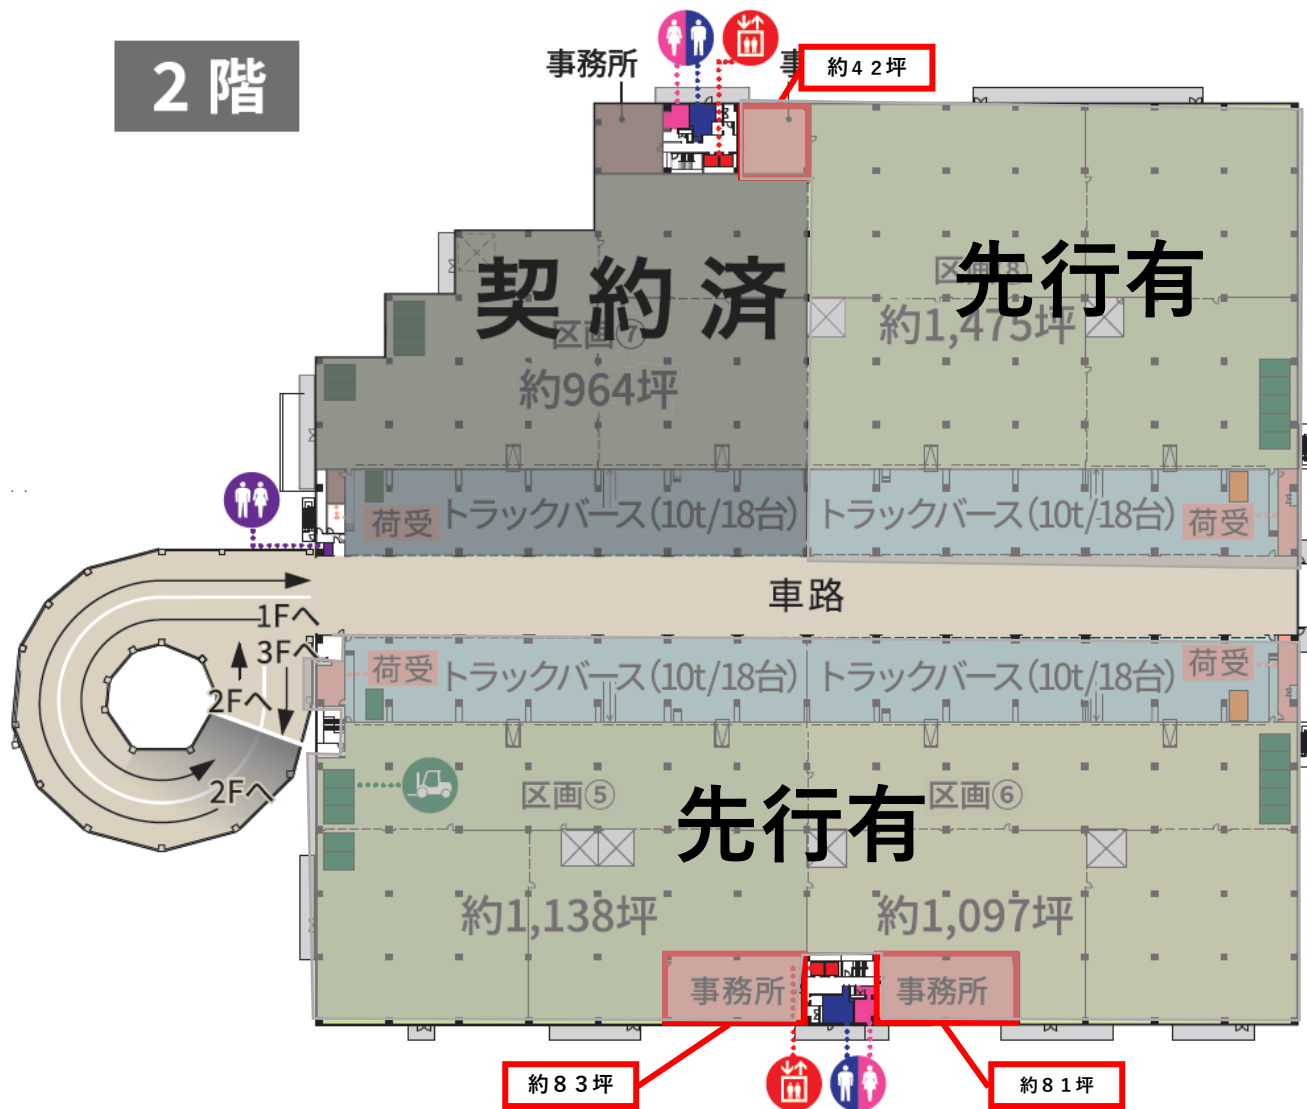 2 階
事務所
事
約４２坪
先行有
区画⑧
約1,475坪
契約済
区画⑦
約964坪
荷受
トラックバース(10t/18台)
トラックバース(10t/18台)
荷受
車路
1Fへ
3Fへ
2Fへ
2Fへ
荷受
トラックバース(10t/18台)
トラックバース(10t/18台)
荷受
区画⑤
先行有
区画⑥
約1,138坪
約1,097坪
事務所
事務所
約８３坪
約８１坪